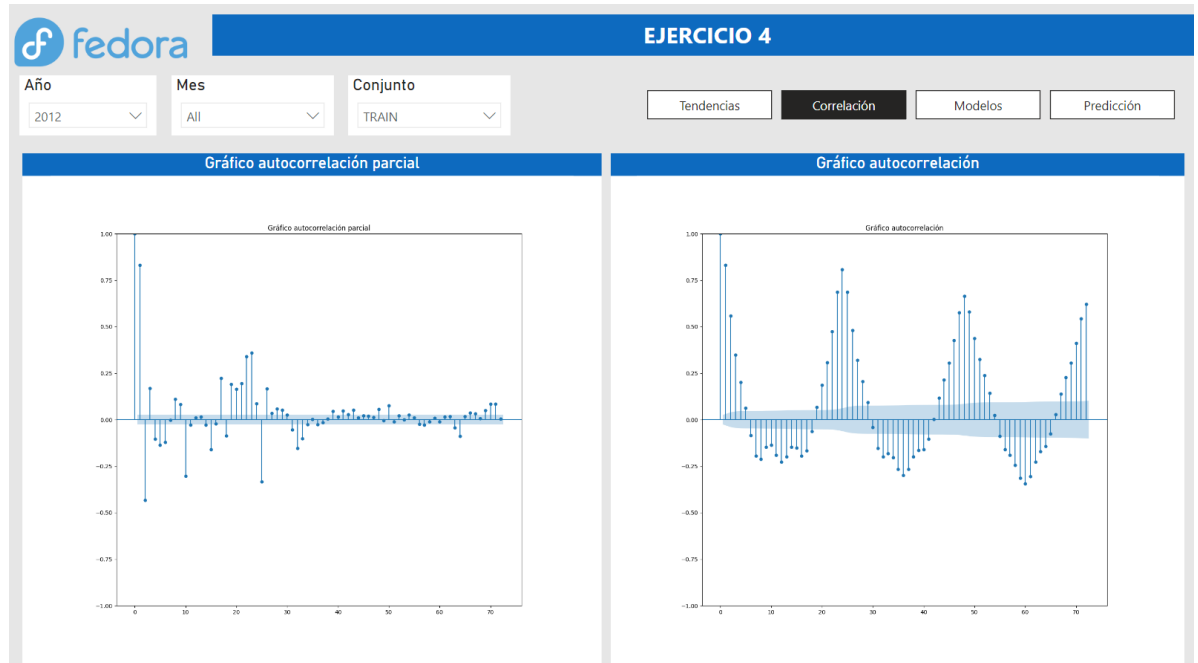 fedora
EJERCICIO 4
Año
Mes
Conjunto
2012
All
TRAIN
Tendencias
Correlación
Modelos
Predicción
Gráfico autocorrelación parcial
Gráfico autocorrelación parcial
1.00
0.75
0.50
0.25
0.00
−0.25
−0.50
−0.75
−1.00
0 10 20 30 40 50 60 70
Gráfico autocorrelación
Gráfico autocorrelación
1.00
0.75
0.50
0.25
0.00
−0.25
−0.50
−0.75
−1.00
0 10 20 30 40 50 60 70